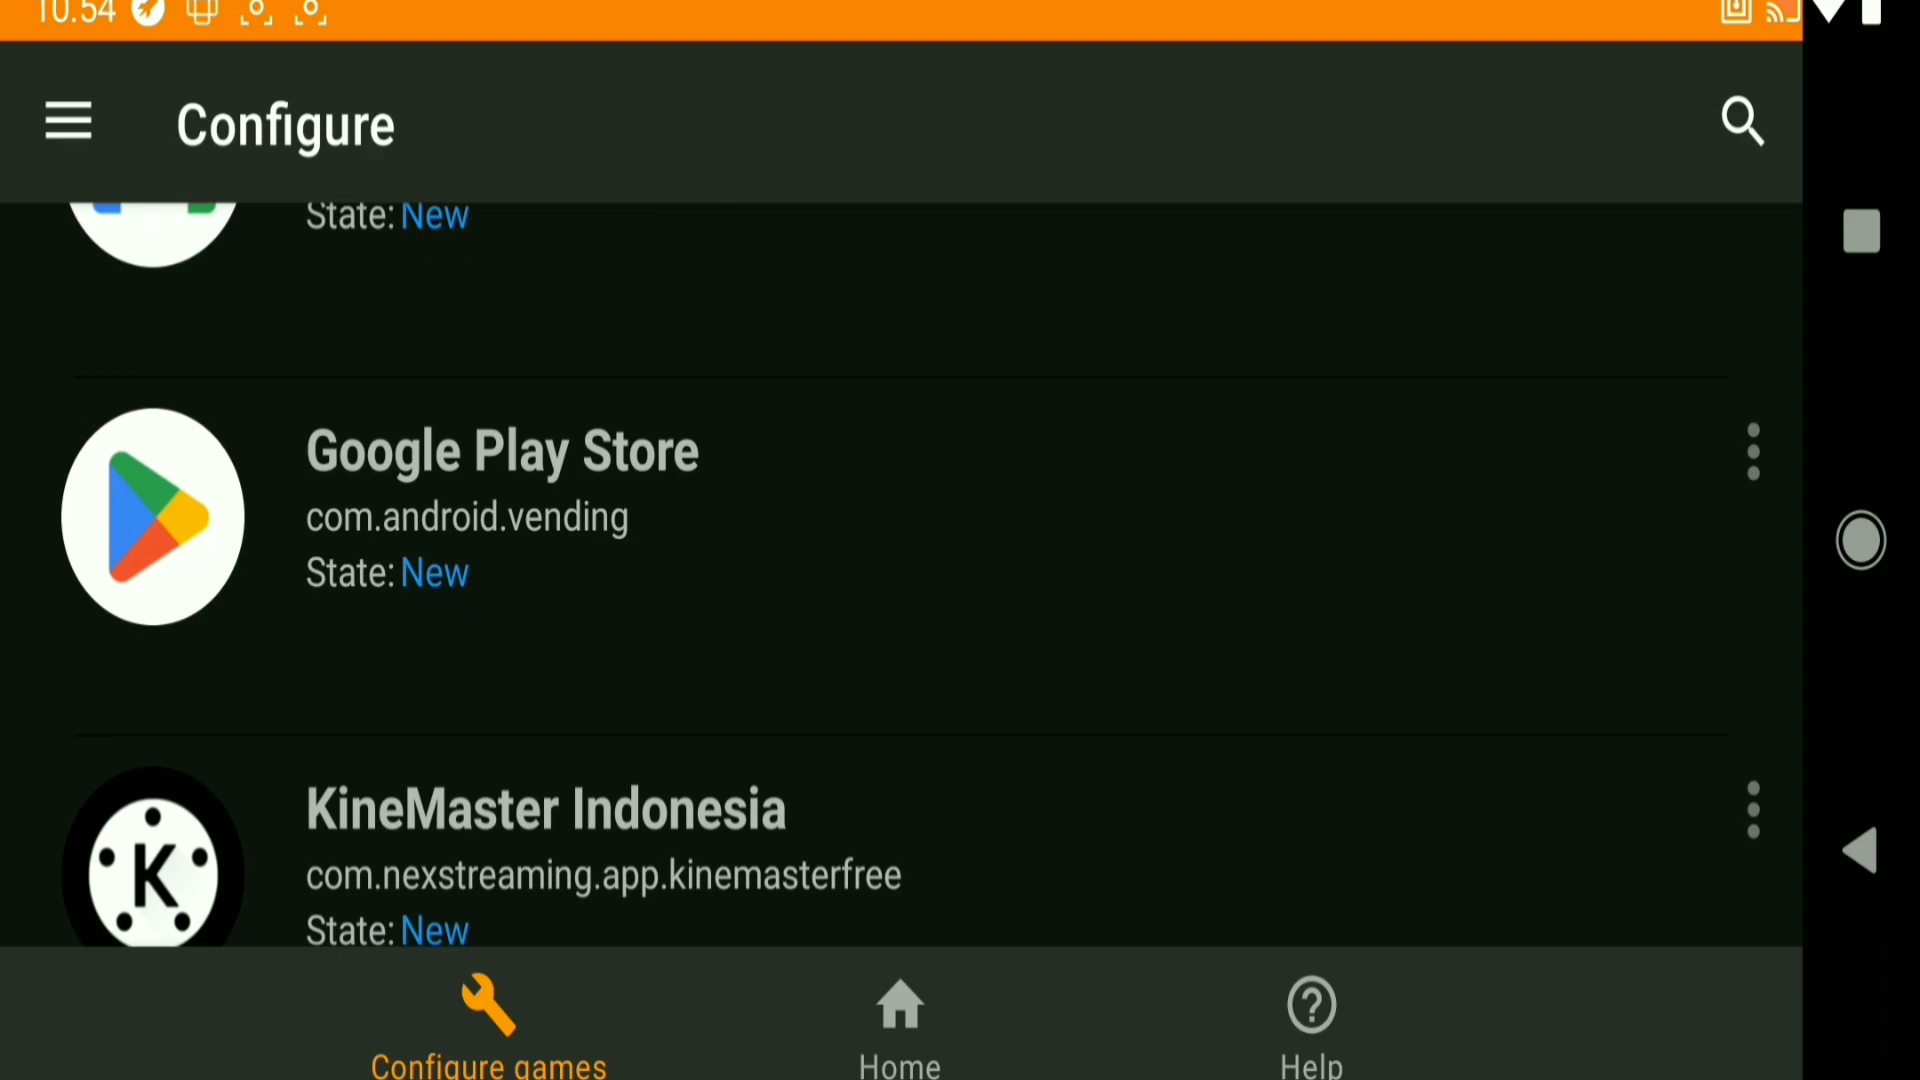 10.54
Configure
State: New
Google Play Store
com.android.vending
State: New
KineMaster Indonesia
com.nexstreaming.app.kinemasterfree
State: New
K
Configure games
Home
Help